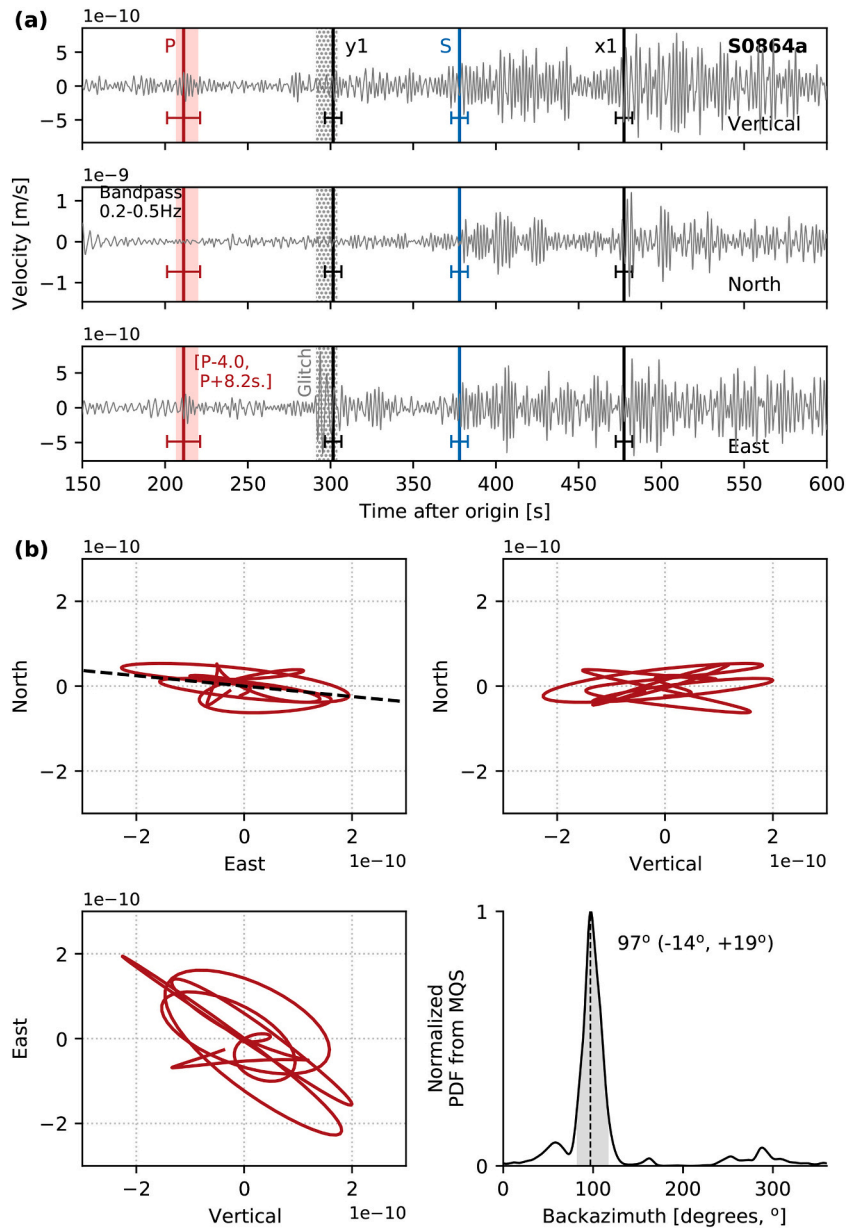 (a)
1e-10
P
y1
S
x1
S0864a
5
0
−5
Vertical
1e-9
Bandpass
0.2-0.5Hz
1
0
−1
North
Velocity [m/s]
1e-10
[P-4.0,
P+8.2s.]
Glitch
5
0
−5
East
150 200 250 300 350 400 450 500 550 600
Time after origin [s]
(b)
1e-10
2
0
−2
North
−2 0 2
East
1e-10
1e-10
2
0
−2
North
−2 0 2
Vertical
1e-10
1e-10
2
0
−2
East
−2 0 2
Vertical
1e-10
1
0
97° (-14°, +19°)
Normalized
PDF from MQS
0 100 200 300
Backazimuth [degrees, °]